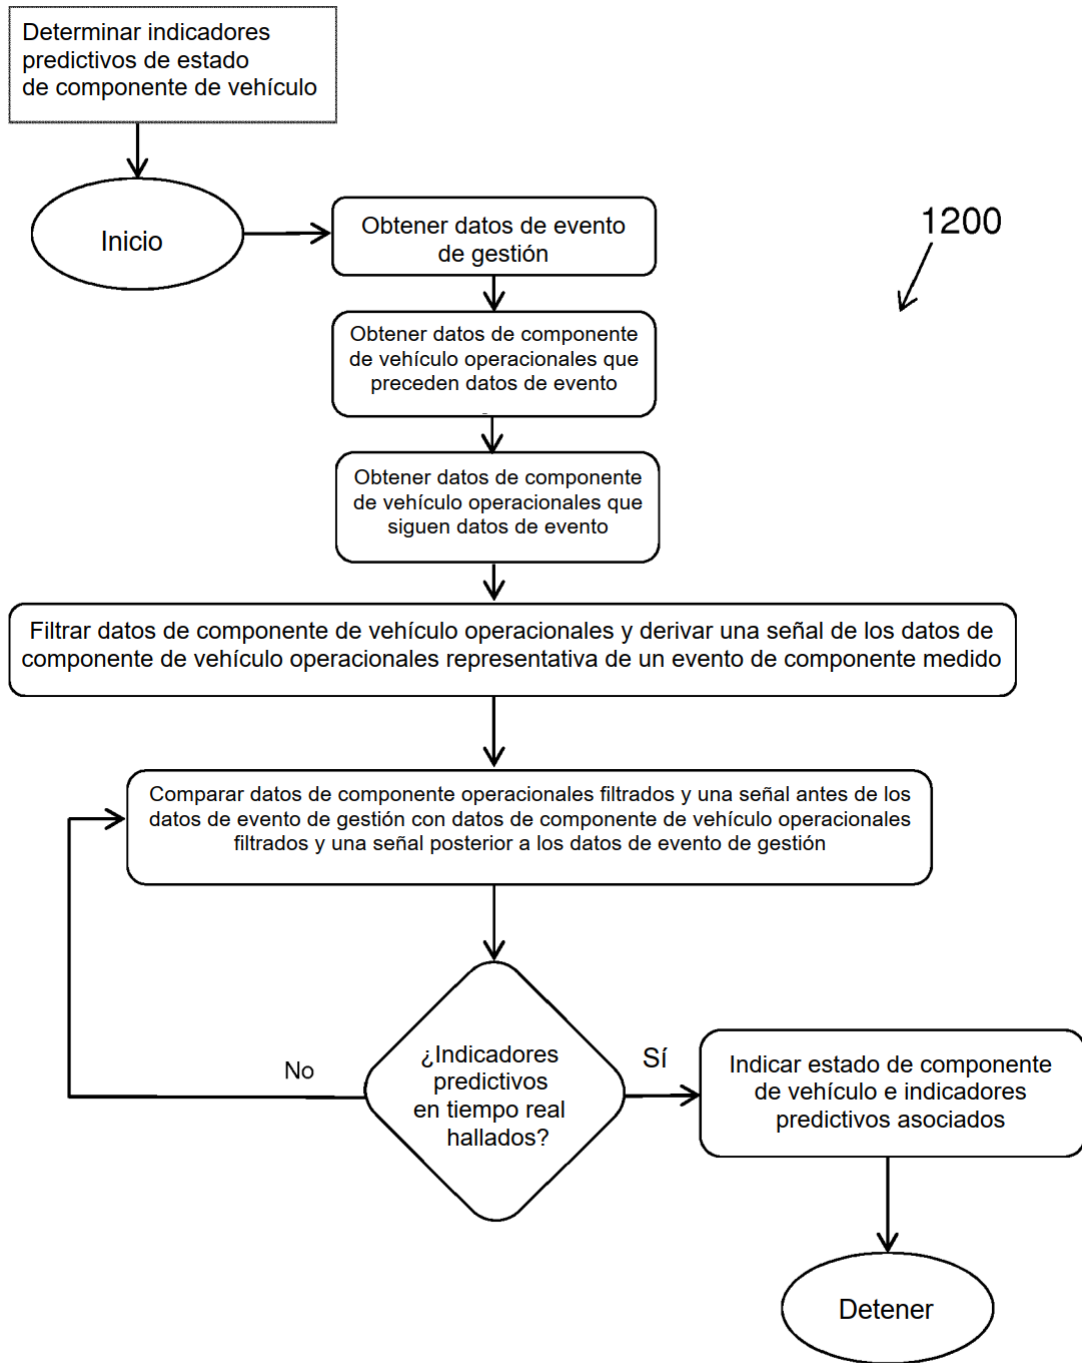 Determinar indicadores
predictivos de estado
de componente de vehículo
Inicio
Obtener datos de evento
de gestión
1200
Obtener datos de componente
de vehículo operacionales que
preceden datos de evento
Obtener datos de componente
de vehículo operacionales que
siguen datos de evento
Filtrar datos de componente de vehículo operacionales y derivar una señal de los datos de
componente de vehículo operacionales representativa de un evento de componente medido
Comparar datos de componente operacionales filtrados y una señal antes de los
datos de evento de gestión con datos de componente de vehículo operacionales
filtrados y una señal posterior a los datos de evento de gestión
¿Indicadores
predictivos
en tiempo real
hallados?
No
Sí
Indicar estado de componente
de vehículo e indicadores
predictivos asociados
Detener